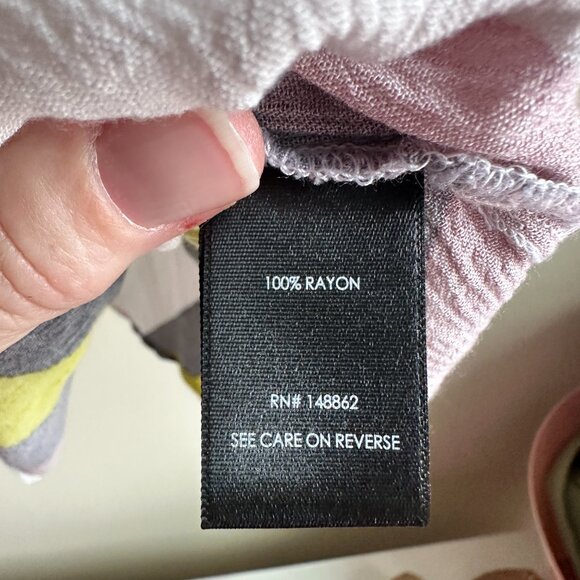 100% RAYON
RN# 148862
SEE CARE ON REVERSE